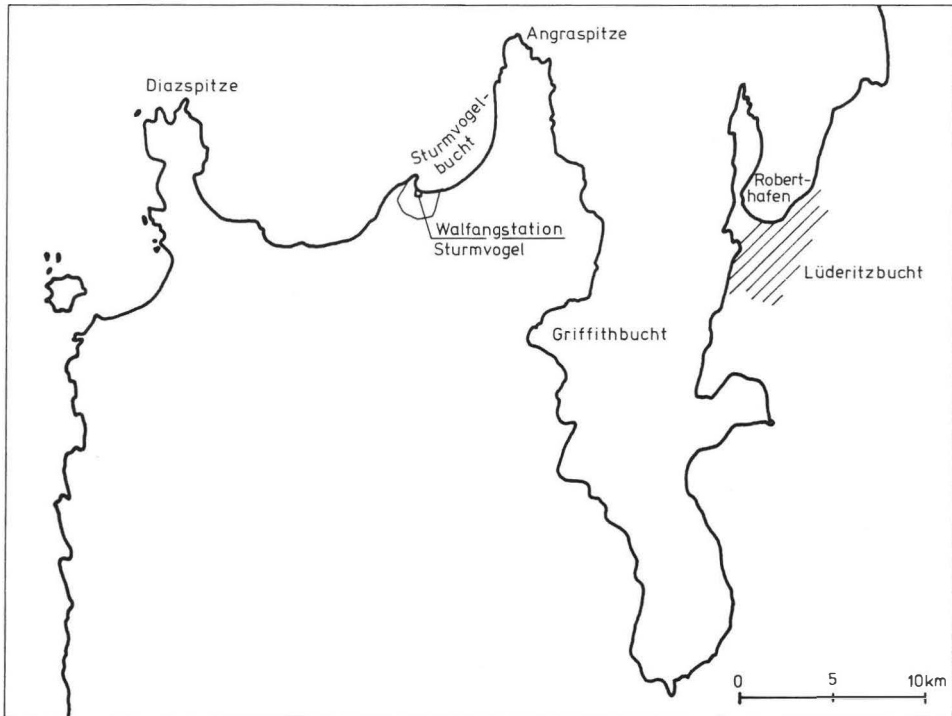 Angraspitze
Diazspitze
Sturmvogel-
bucht
Robert-
hafen
Walfangstation
Sturmvogel
Lüderitzbucht
Griffithbucht
0 5 10km